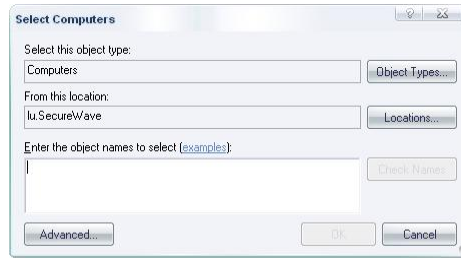 Select Computers
Select this object type:
Computers
Object Types...
From this location:
lu.SecureWave
Locations...
Enter the object names to select (examples):
Check Names
Advanced...
OK
Cancel